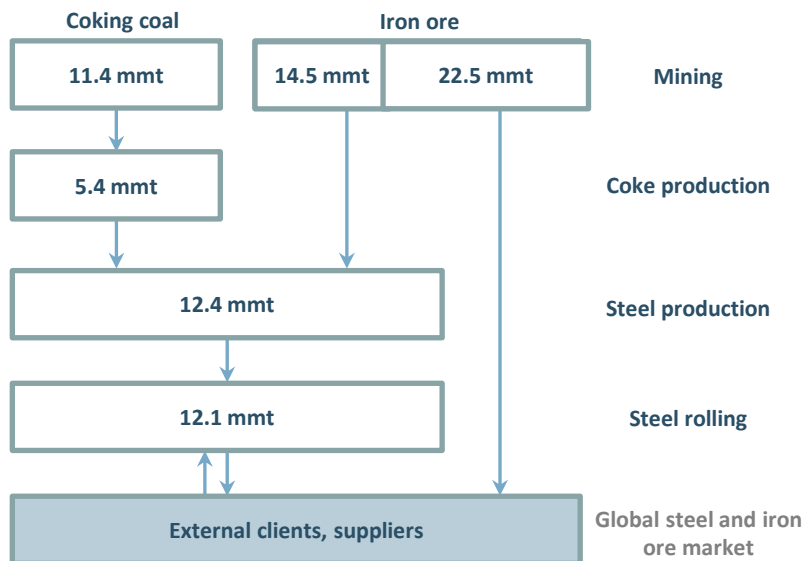 Coking coal
Iron ore
11.4 mmt
14.5 mmt
22.5 mmt
Mining
5.4 mmt
Coke production
12.4 mmt
Steel production
12.1 mmt
Steel rolling
External clients, suppliers
Global steel and iron
ore market